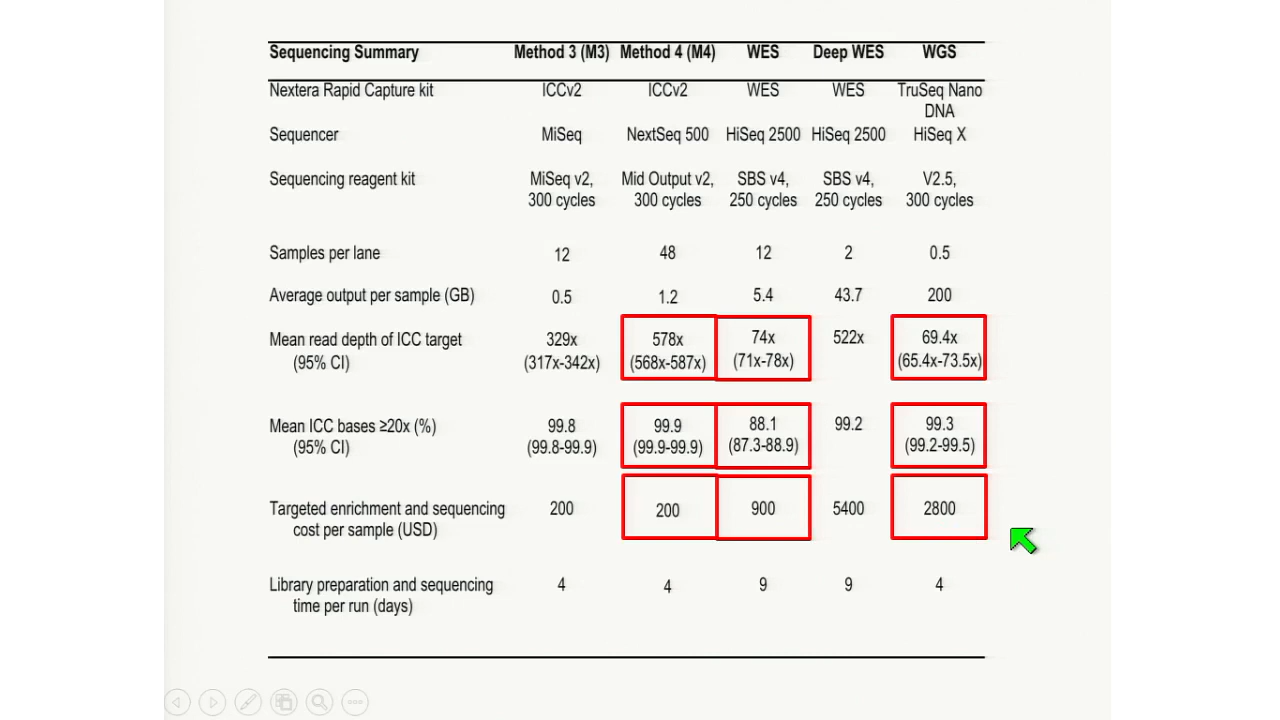 Sequencing Summary Method 3 (M3) Method 4 (M4) WES Deep WES WGS
Nextera Rapid Capture kit ICCv2 ICCv2 WES WES TruSeq Nano
DNA
Sequencer MiSeq NextSeq 500 HiSeq 2500 HiSeq 2500 HiSeq X
Sequencing reagent kit MiSeq v2, Mid Output v2, SBS v4, SBS v4, V2.5,
300 cycles 300 cycles 250 cycles 250 cycles 300 cycles
Samples per lane 12 48 12 2 0.5
Average output per sample (GB) 0.5 1.2 5.4 43.7 200
Mean read depth of ICC target 329x 578x 74x 522x 69.4x
(95% CI) (317x-342x) (568x-587x) (71x-78x) (65.4x-73.5x)
Mean ICC bases ≥20x (%) 99.8 99.9 88.1 99.2 99.3
(95% CI) (99.8-99.9) (99.9-99.9) (87.3-88.9) (99.2-99.5)
Targeted enrichment and sequencing 200 200 900 5400 2800
cost per sample (USD)
Library preparation and sequencing 4 4 9 9 4
time per run (days)